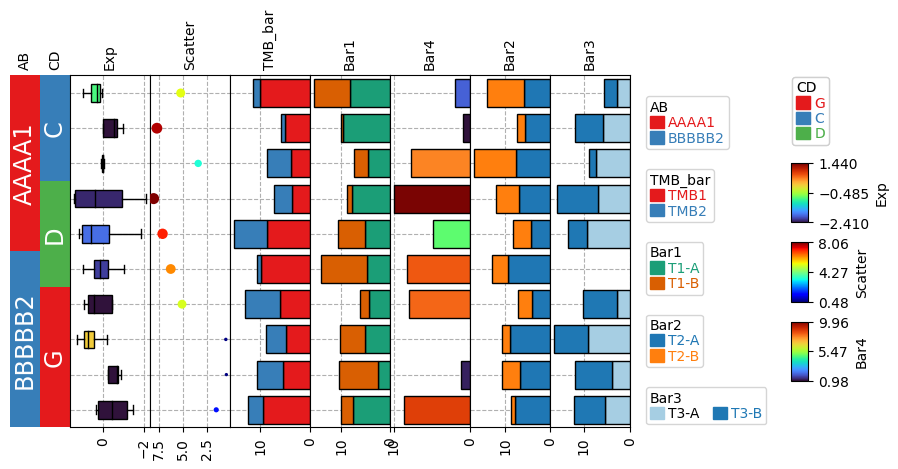 AB
CD
Exp
Scatter
TMB_bar
Bar1
Bar4
Bar2
Bar3
AAAA1
BBBBB2
C
D
G
0
−2
7.5
5.0
2.5
10
0
10
0
10
0
10
0
10
0
AB
AAAA1
BBBBB2
TMB_bar
TMB1
TMB2
Bar1
T1-A
T1-B
Bar2
T2-A
T2-B
Bar3
T3-A
T3-B
CD
G
C
D
1.440
−0.485
−2.410
Exp
8.06
4.27
0.48
Scatter
9.96
5.47
0.98
Bar4